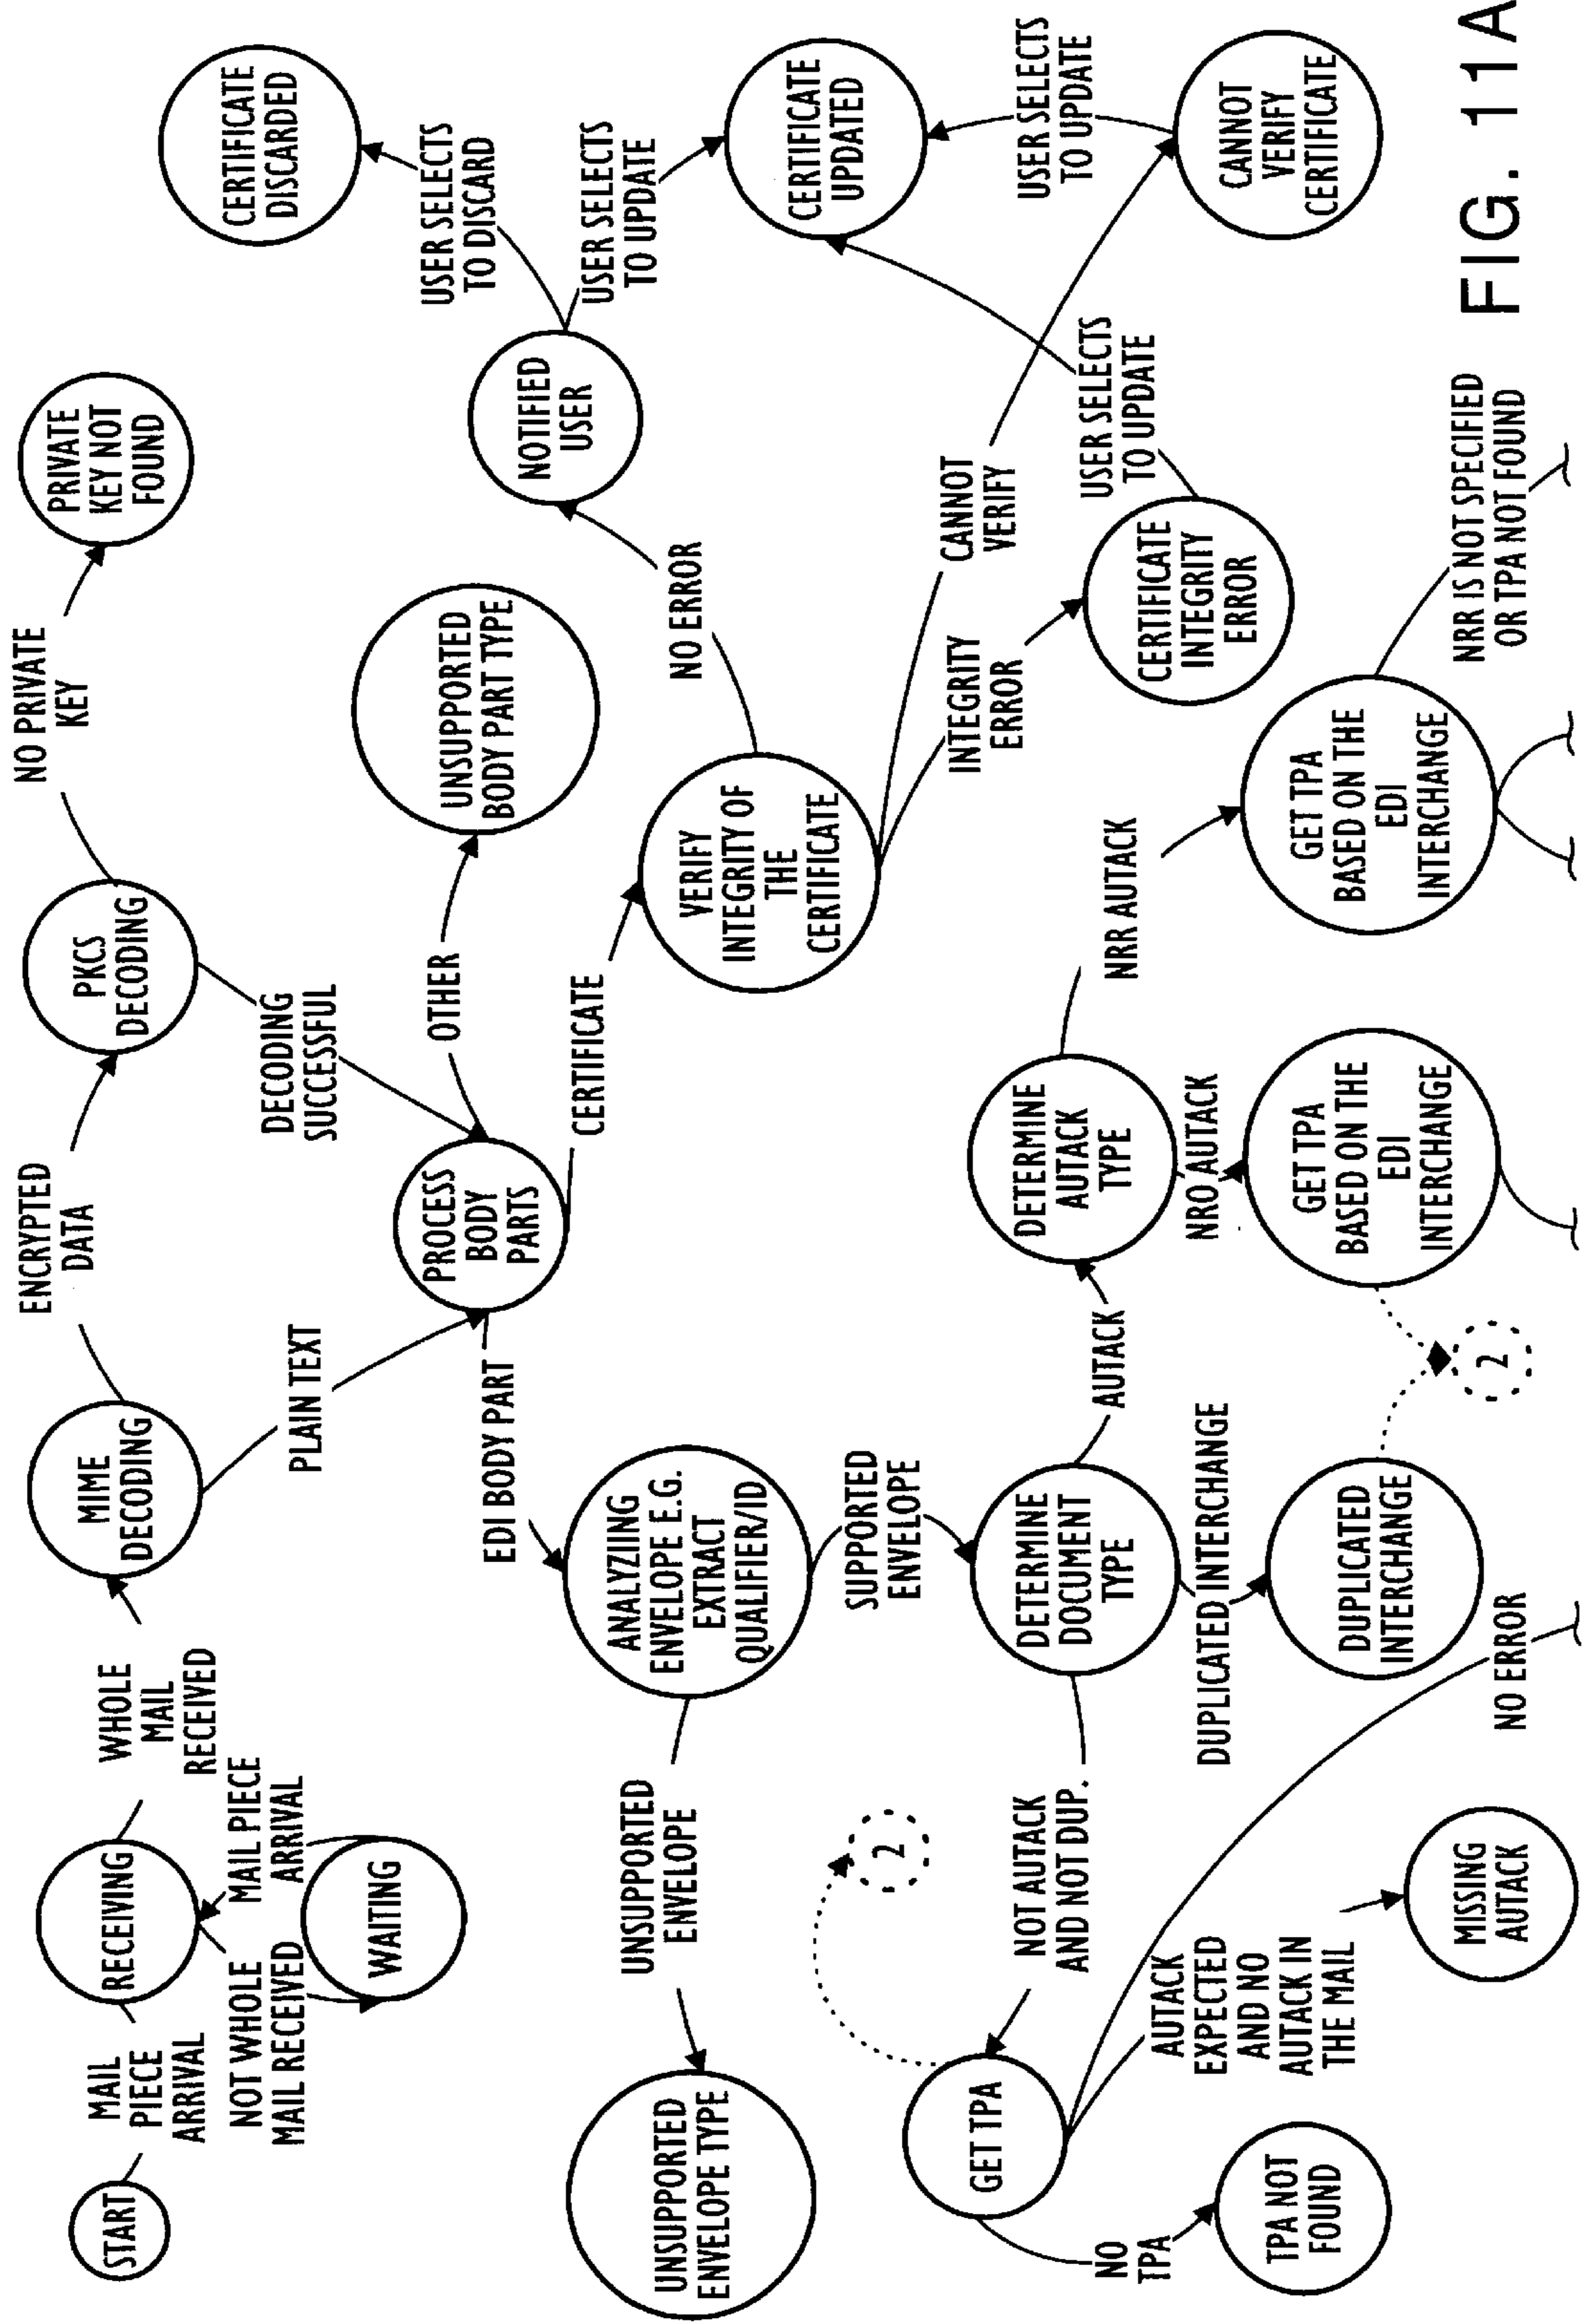 START
MAIL
PIECE
ARRIVAL
RECEIVING
NOT WHOLE
MAIL RECEIVED
MAIL PIECE
ARRIVAL
WAITING
WHOLE
MAIL
RECEIVED
MIME
DECODING
ENCRYPTED
DATA
PKCS
DECODING
NO PRIVATE
KEY
PRIVATE
KEY NOT
FOUND
PLAIN TEXT
DECODING
SUCCESSFUL
PROCESS
BODY
PARTS
OTHER
UNSUPPORTED
BODY PART TYPE
CERTIFICATE
VERIFY
INTEGRITY OF
THE
CERTIFICATE
NO ERROR
NOTIFIED
USER
USER SELECTS
TO DISCARD
CERTIFICATE
DISCARDED
USER SELECTS
TO UPDATE
CERTIFICATE
UPDATED
CANNOT
VERIFY
USER SELECTS
TO UPDATE
CANNOT
VERIFY
CERTIFICATE
INTEGRITY
ERROR
CERTIFICATE
INTEGRITY
ERROR
USER SELECTS
TO UPDATE
EDI BODY PART
ANALYZIING
ENVELOPE E.G.
EXTRACT
QUALIFIER/ID
UNSUPPORTED
ENVELOPE
UNSUPPORTED
ENVELOPE TYPE
SUPPORTED
ENVELOPE
DETERMINE
DOCUMENT
TYPE
AUTACK
DETERMINE
AUTACK
TYPE
NRR AUTACK
GET TPA
BASED ON THE
EDI
INTERCHANGE
NRR IS NOT SPECIFIED
OR TPA NOT FOUND
NRO AUTACK
GET TPA
BASED ON THE
EDI
INTERCHANGE
2
DUPLICATED INTERCHANGE
DUPLICATED
INTERCHANGE
NOT AUTACK
AND NOT DUP.
2
GET TPA
NO
TPA
TPA NOT
FOUND
AUTACK
EXPECTED
AND NO
AUTACK IN
THE MAIL
MISSING
AUTACK
NO ERROR
FIG. 11A